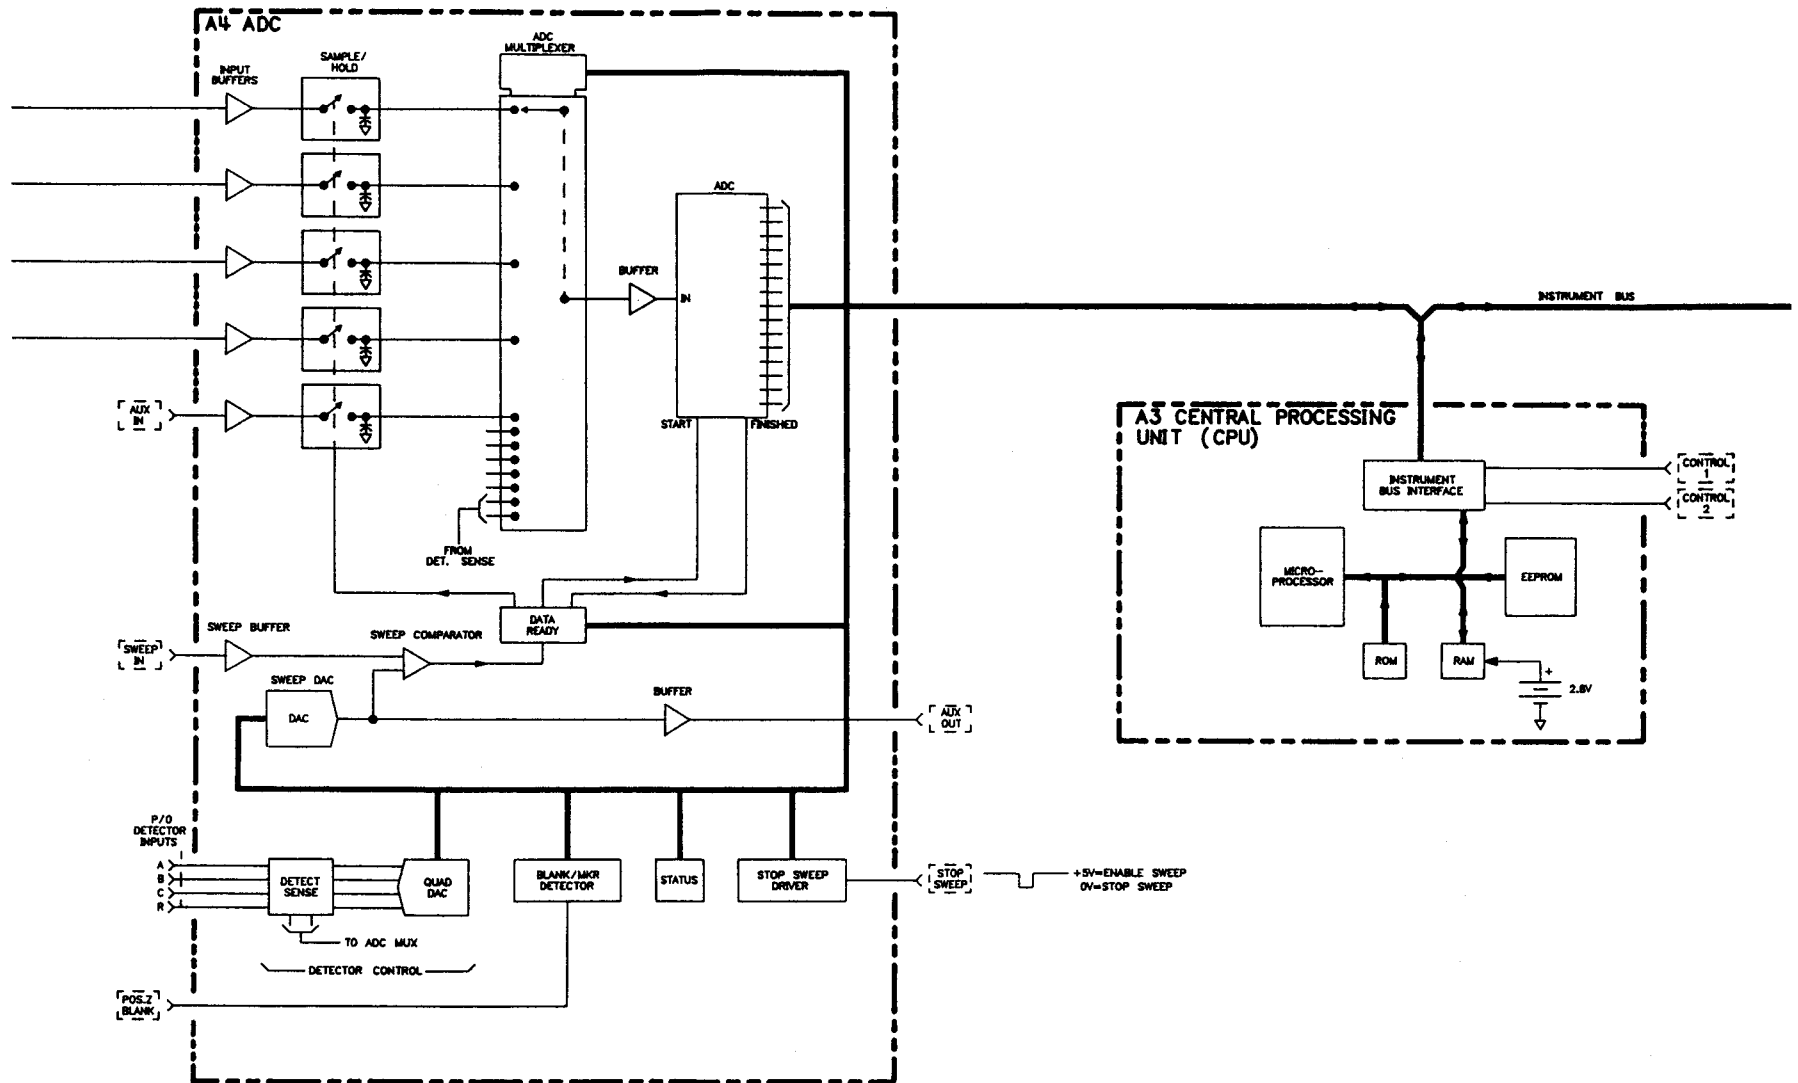 A4 ADC
ADC
MULTIPLEXER
SAMPLE/
HOLD
INPUT
BUFFERS
ADC
BUFFER
IN
INSTRUMENT BUS
AUX
IN
START
FINISHED
A3 CENTRAL PROCESSING
UNIT (CPU)
INSTRUMENT
BUS INTERFACE
CONTROL
1
CONTROL
2
FROM
DET. SENSE
MICRO-
PROCESSOR
EEPROM
DATA
READY
SWEEP BUFFER
SWEEP COMPARATOR
SWEEP
IN
ROM
RAM
+
2.8V
SWEEP DAC
DAC
BUFFER
AUX
OUT
P/O
DETECTOR
INPUTS
A
B
C
R
DETECT
SENSE
QUAD
DAC
BLANK/MKR
DETECTOR
STATUS
STOP SWEEP
DRIVER
STOP
SWEEP
+5V=ENABLE SWEEP
0V=STOP SWEEP
TO ADC MUX
DETECTOR CONTROL
POS.Z
BLANK